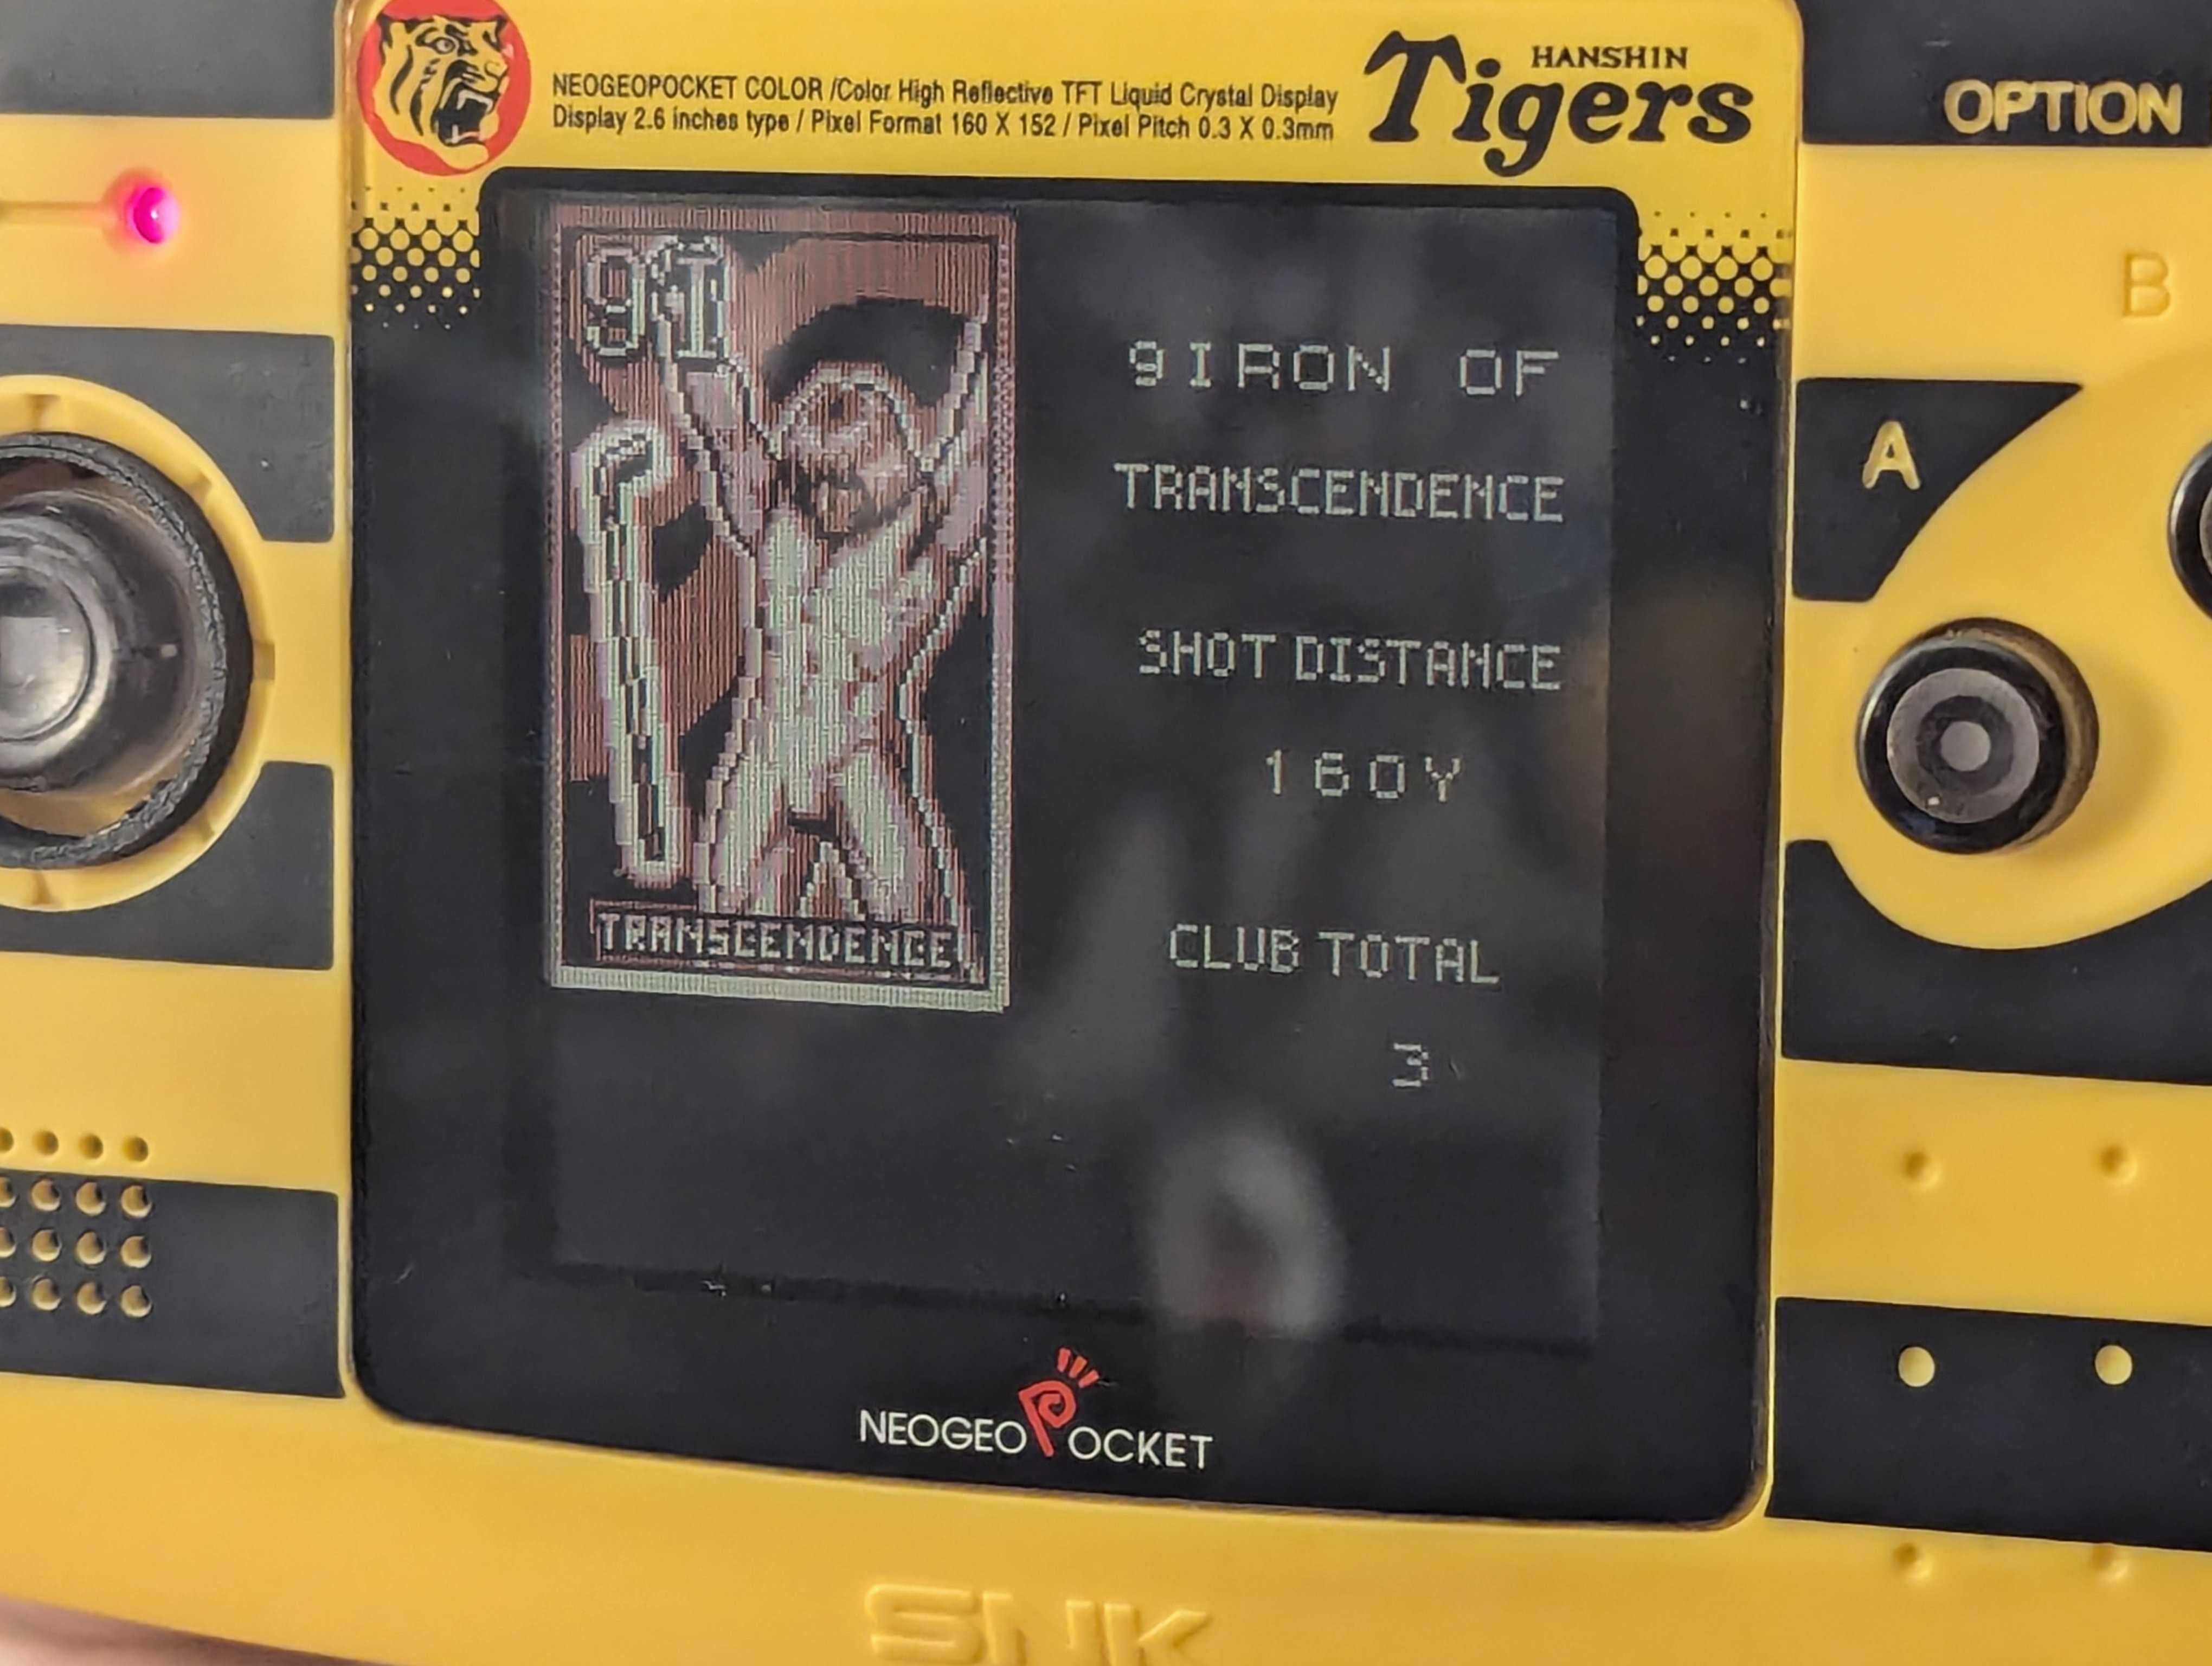 NEOGEOPOCKET COLOR /Color High Reflective TFT Liquid Crystal Display
Display 2.6 inches type / Pixel Format 160 X 152 / Pixel Pitch 0.3 X 0.3mm
HANSHIN
Tigers
OPTION
B
A
9I
TRANSCENDENCE
9IRON OF
TRANSCENDENCE
SHOT DISTANCE
160Y
CLUB TOTAL
3
NEOGEO POCKET
SNK